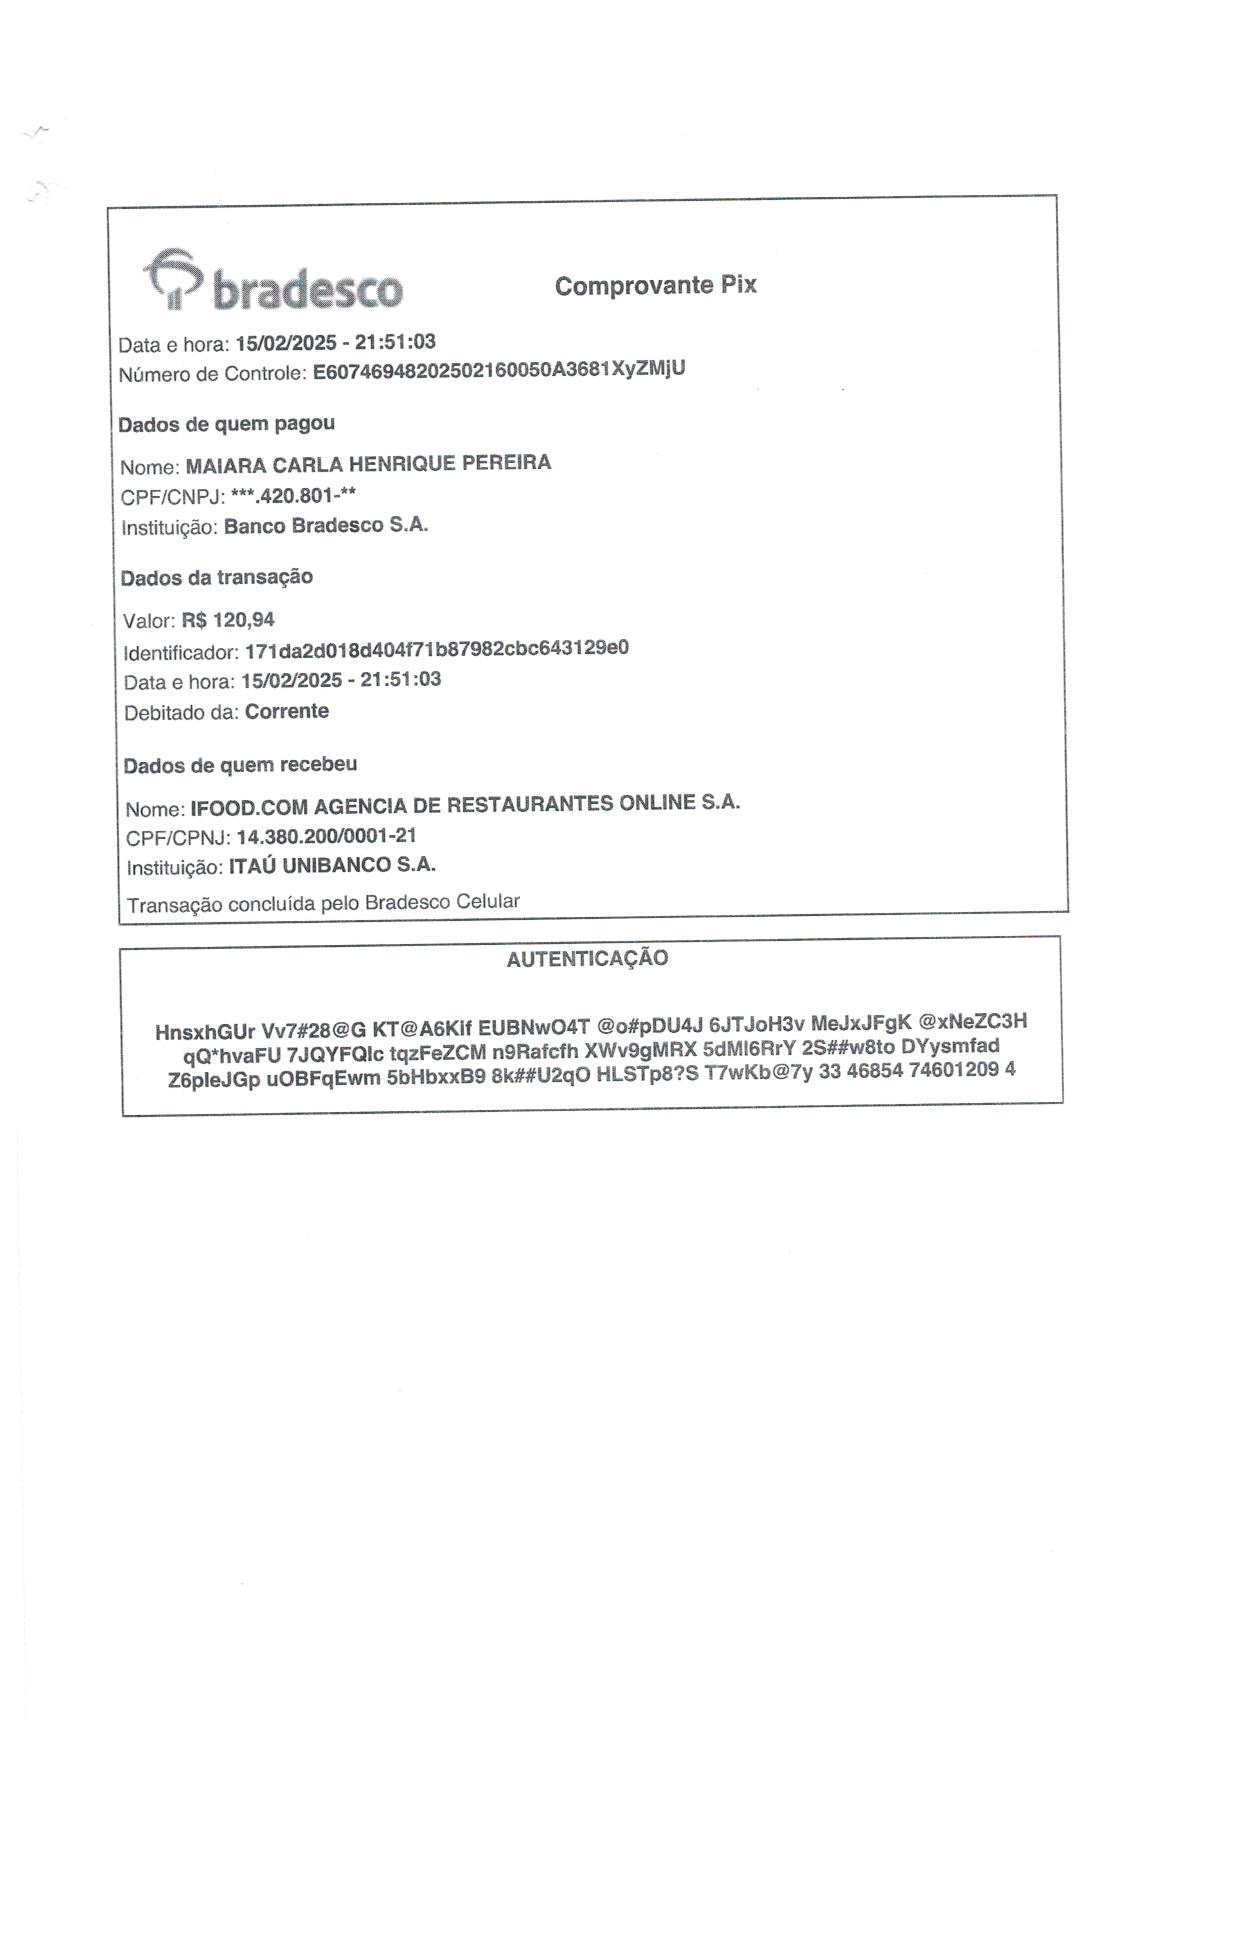 bradesco
Comprovante Pix
Data e hora: 15/02/2025 - 21:51:03
Número de Controle: E60746948202502160050A3681XyZMjU
Dados de quem pagou
Nome: MAIARA CARLA HENRIQUE PEREIRA
CPF/CNPJ: ***.420.801-**
Instituição: Banco Bradesco S.A.
Dados da transação
Valor: R$ 120,94
Identificador: 171da2d018d404f71b87982cbc643129e0
Data e hora: 15/02/2025 - 21:51:03
Debitado da: Corrente
Dados de quem recebeu
Nome: IFOOD.COM AGENCIA DE RESTAURANTES ONLINE S.A.
CPF/CPNJ: 14.380.200/0001-21
Instituição: ITAÚ UNIBANCO S.A.
Transação concluída pelo Bradesco Celular
AUTENTICAÇÃO
HnsxhGUr Vv7#28@G KT@A6Kif EUBNwO4T @o#pDU4J 6JTJoH3v MeJxJFgK @xNeZC3H
qQ*hvaFU 7JQYFQIc tqzFeZCM n9Rafcfh XWv9gMRX 5dMI6RrY 2S##w8to DYysmfad
Z6pleJGp uOBFqEwm 5bHbxxB9 8k##U2qO HLSTp8?S T7wKb@7y 33 46854 74601209 4